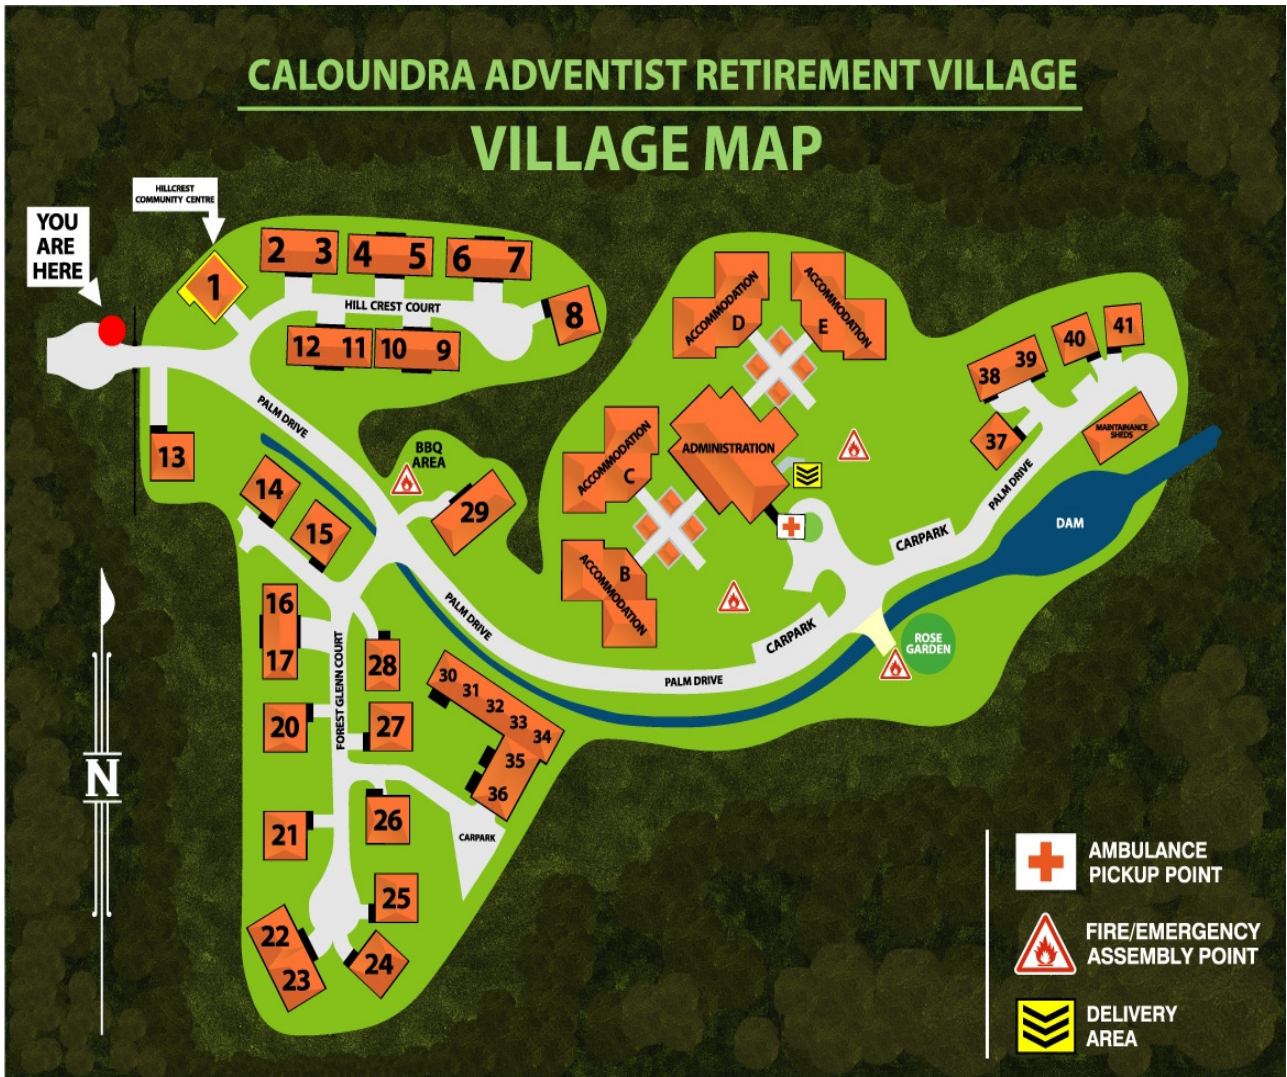 CALOUNDRA ADVENTIST RETIREMENT VILLAGE
VILLAGE MAP
HILLCREST
COMMUNITY CENTRE
YOU
ARE
HERE
1
2 3
4 5
6 7
8
HILL CREST COURT
12 11
10 9
13
PALM DRIVE
BBQ
AREA
14
15
29
16
17
28
FOREST GLENN COURT
20
27
21
26
25
22
23
24
30
31
32
33
34
35
36
CARPARK
PALM DRIVE
PALM DRIVE
ACCOMMODATION
D
ACCOMMODATION
E
ADMINISTRATION
ACCOMMODATION
C
B
ACCOMMODATION
CARPARK
CARPARK
PALM DRIVE
37
38 39
40
41
MAINTAINANCE
SHEDS
DAM
ROSE
GARDEN
N
AMBULANCE
PICKUP POINT
FIRE/EMERGENCY
ASSEMBLY POINT
DELIVERY
AREA